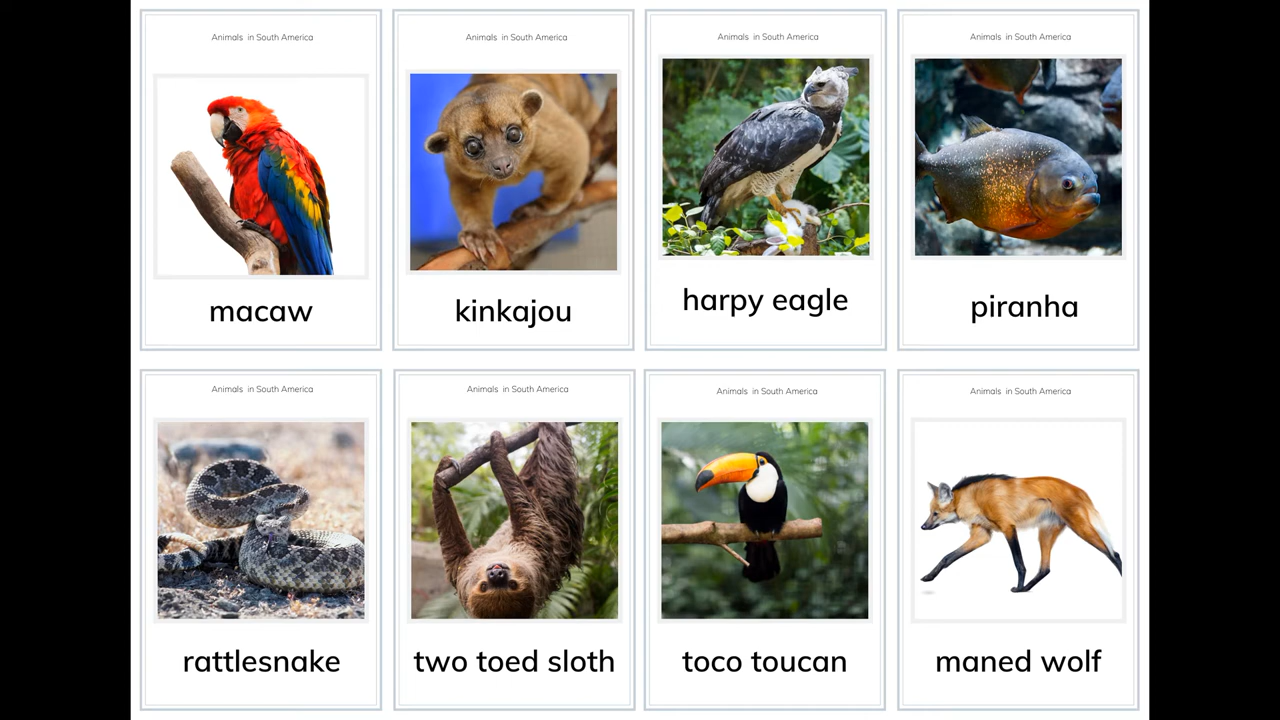 Animals in South America
Animals in South America
Animals in South America
Animals in South America
macaw
kinkajou
harpy eagle
piranha
Animals in South America
Animals in South America
Animals in South America
Animals in South America
rattlesnake
two toed sloth
toco toucan
maned wolf